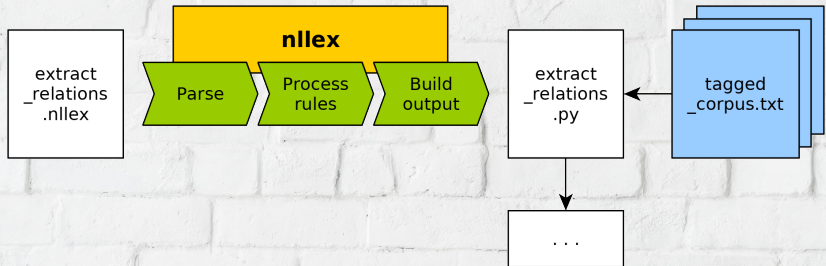 nllex
extract
_relations
.nllex
Parse
Process
rules
Build
output
extract
_relations
.py
tagged
_corpus.txt
. . .